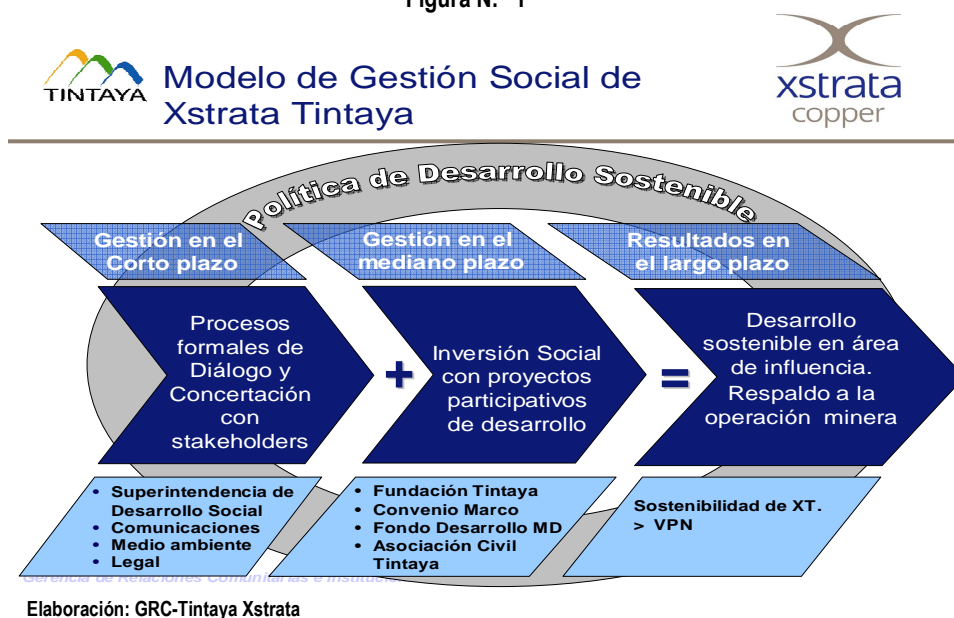 Figura N. 1
TINTAYA
Modelo de Gestión Social de
Xstrata Tintaya
xstrata
copper
Política de Desarrollo Sostenible
Gestión en el
Corto plazo
Gestión en el
mediano plazo
Resultados en
el largo plazo
Procesos
formales de
Diálogo y
Concertación
con
stakeholders
+
Inversión Social
con proyectos
participativos
de desarrollo
=
Desarrollo
sostenible en área
de influencia.
Respaldo a la
operación minera
• Superintendencia de
Desarrollo Social
• Comunicaciones
• Medio ambiente
• Legal
• Fundación Tintaya
• Convenio Marco
• Fondo Desarrollo MD
• Asociación Civil
Tintaya
Sostenibilidad de XT.
> VPN
Gerencia de Relaciones Comunitarias e
Elaboración: GRC-Tintaya Xstrata